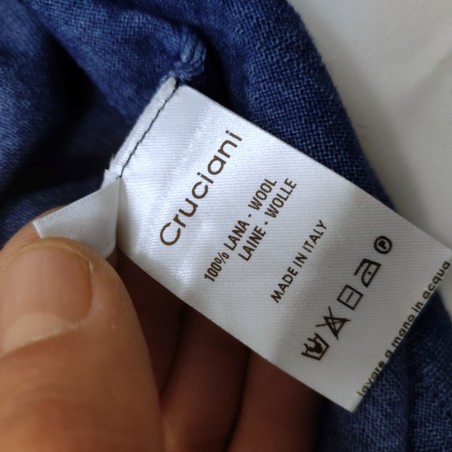 Cruciani
100% LANA - WOOL
LAINE - WOLLE
MADE IN ITALY
P
lavare a mano in acqua